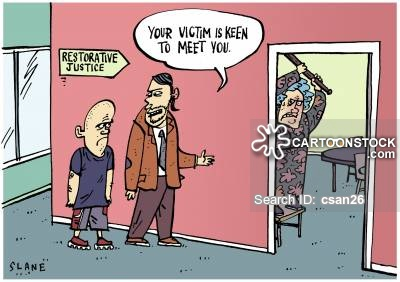 YOUR VICTIM IS KEEN
TO MEET YOU.
RESTORATIVE
JUSTICE
CARTOONSTOCK
.com
Search ID: csan26
SLANE